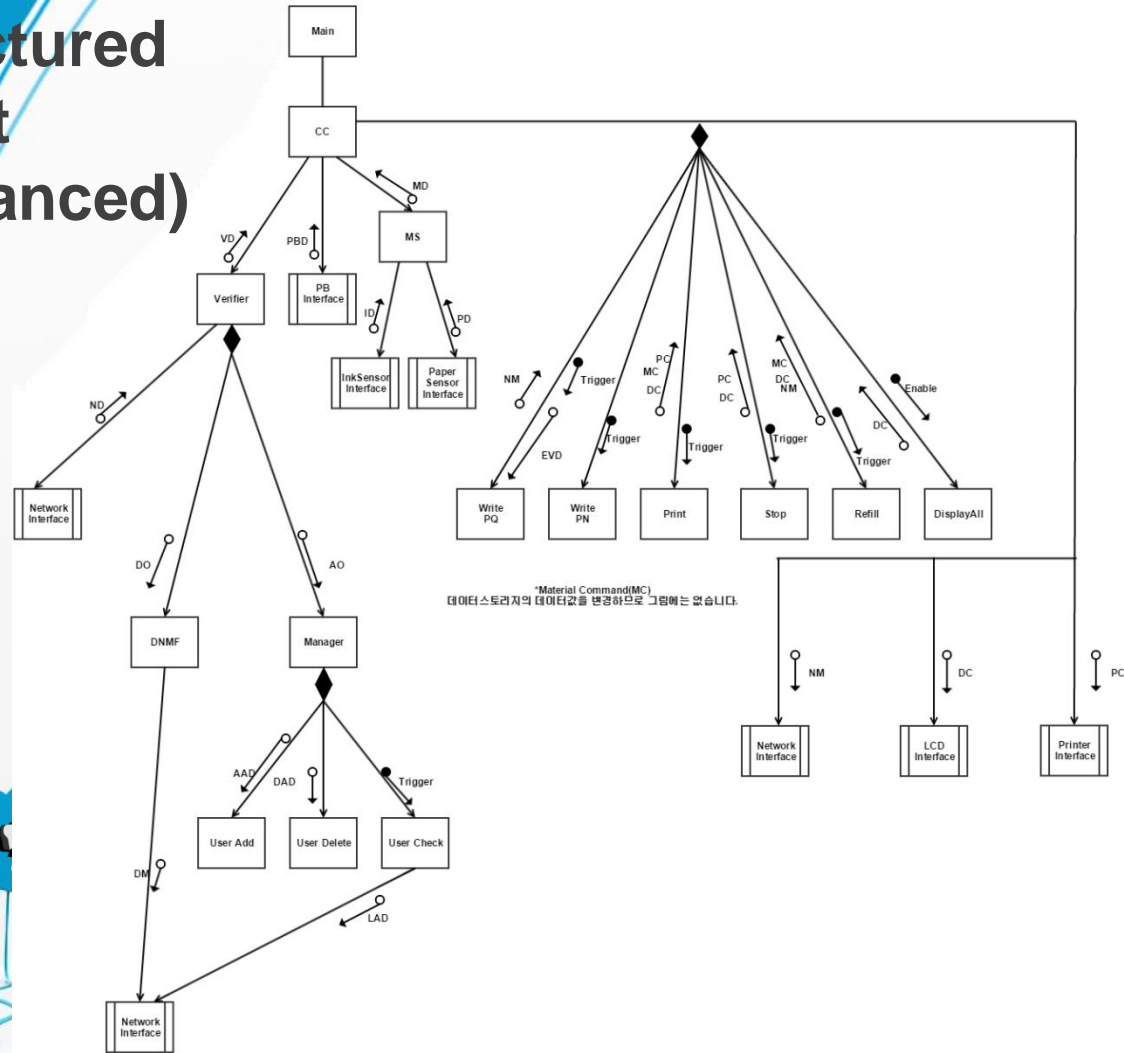 ctured
t
anced)
Main
CC
MD
VD
PBD
MS
Verifier
PB
Interface
ID
PD
InkSensor
Interface
Paper
Sensor
Interface
ND
Network
Interface
DO
AO
DNMF
Manager
AAD
DAD
Trigger
User Add
User Delete
User Check
DM
LAD
Network
Interface
NM
Trigger
EVD
Trigger
PC
MC
DC
Trigger
PC
DC
Trigger
MC
DC
NM
Trigger
DC
Enable
Write
PQ
Write
PN
Print
Stop
Refill
DisplayAll
*Material Command(MC)
데이터스토리지의 데이터값을 변경하므로 그림에는 없습니다.
NM
DC
PC
Network
Interface
LCD
Interface
Printer
Interface